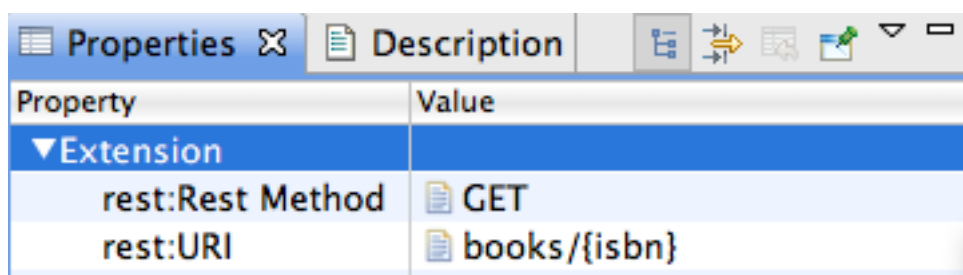 Properties Description
Property Value
Extension
rest:Rest Method GET
rest:URI books/{isbn}